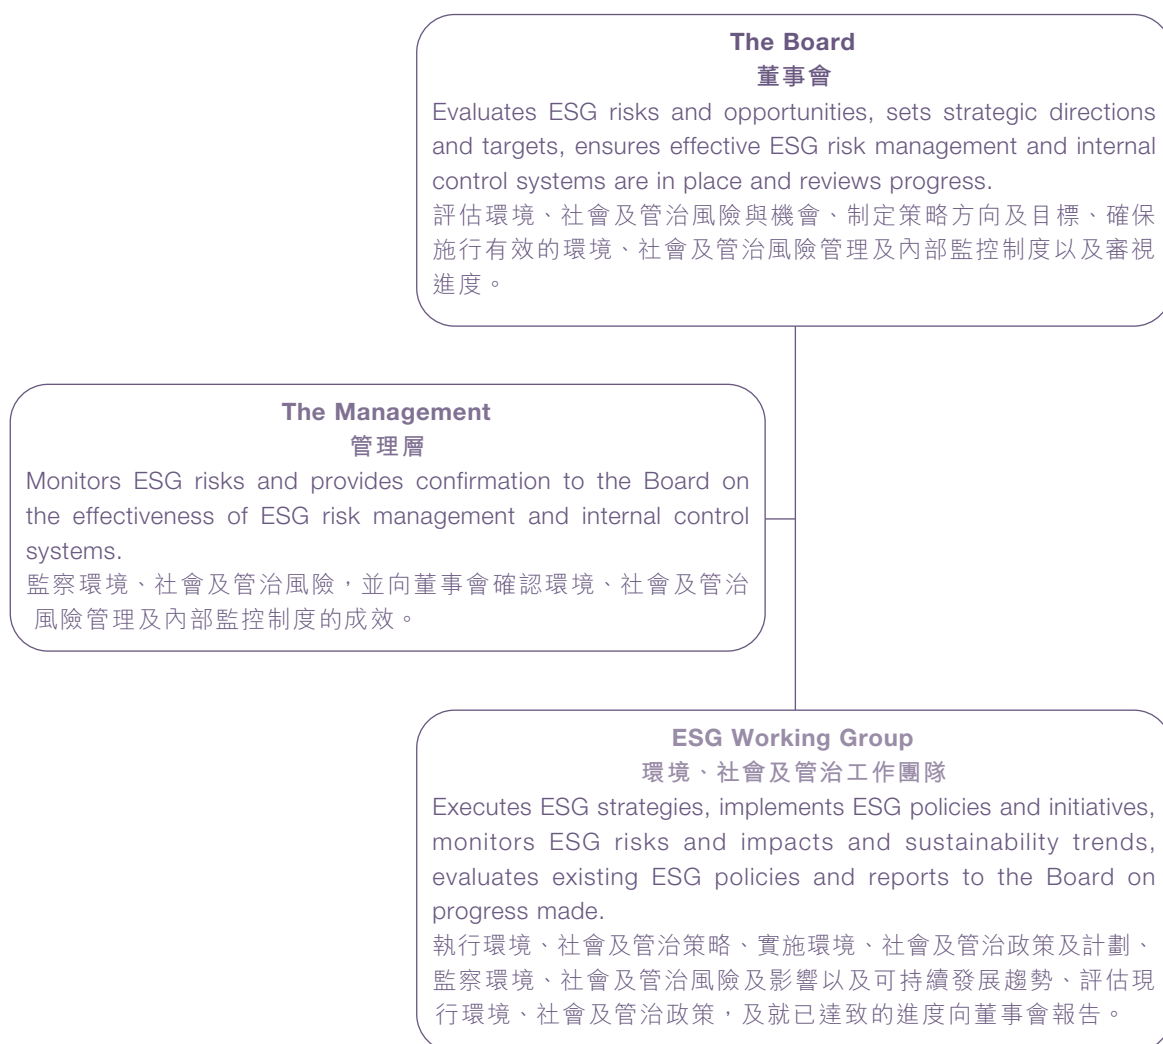 The Board
董事會
Evaluates ESG risks and opportunities, sets strategic directions
and targets, ensures effective ESG risk management and internal
control systems are in place and reviews progress.
評估環境、社會及管治風險與機會、制定策略方向及目標、確保
施行有效的環境、社會及管治風險管理及內部監控制度以及審視
進度。
The Management
管理層
Monitors ESG risks and provides confirmation to the Board on
the effectiveness of ESG risk management and internal control
systems.
監察環境、社會及管治風險，並向董事會確認環境、社會及管治
風險管理及內部監控制度的成效。
ESG Working Group
環境、社會及管治工作團隊
Executes ESG strategies, implements ESG policies and initiatives,
monitors ESG risks and impacts and sustainability trends,
evaluates existing ESG policies and reports to the Board on
progress made.
執行環境、社會及管治策略、實施環境、社會及管治政策及計劃、
監察環境、社會及管治風險及影響以及可持續發展趨勢、評估現
行環境、社會及管治政策，及就已達致的進度向董事會報告。